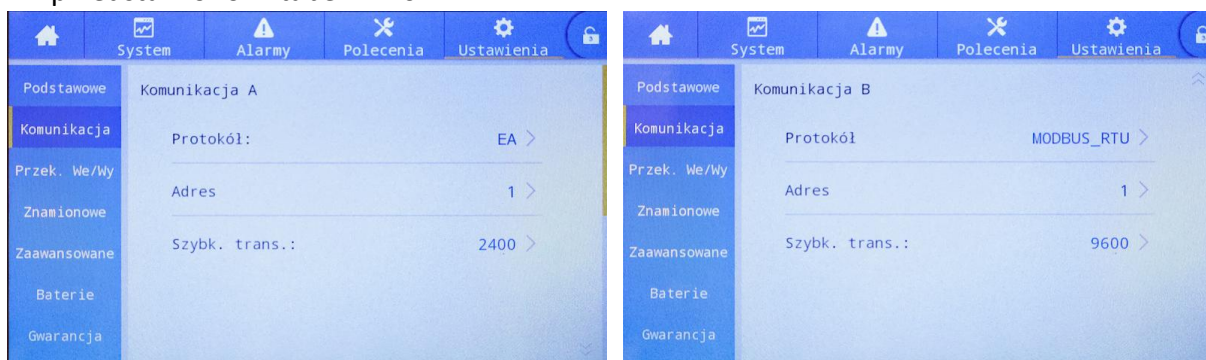 System Alarmy Polecenia Ustawienia
Podstawowe
Komunikacja
Przek. We/Wy
Znamionowe
Zaawansowane
Baterie
Gwarancja
Komunikacja A
Protokół: EA >
Adres 1 >
Szybk. trans.: 2400 >
System Alarmy Polecenia Ustawienia
Podstawowe
Komunikacja
Przek. We/Wy
Znamionowe
Zaawansowane
Baterie
Gwarancja
Komunikacja B
Protokół MODBUS_RTU >
Adres 1 >
Szybk. trans.: 9600 >